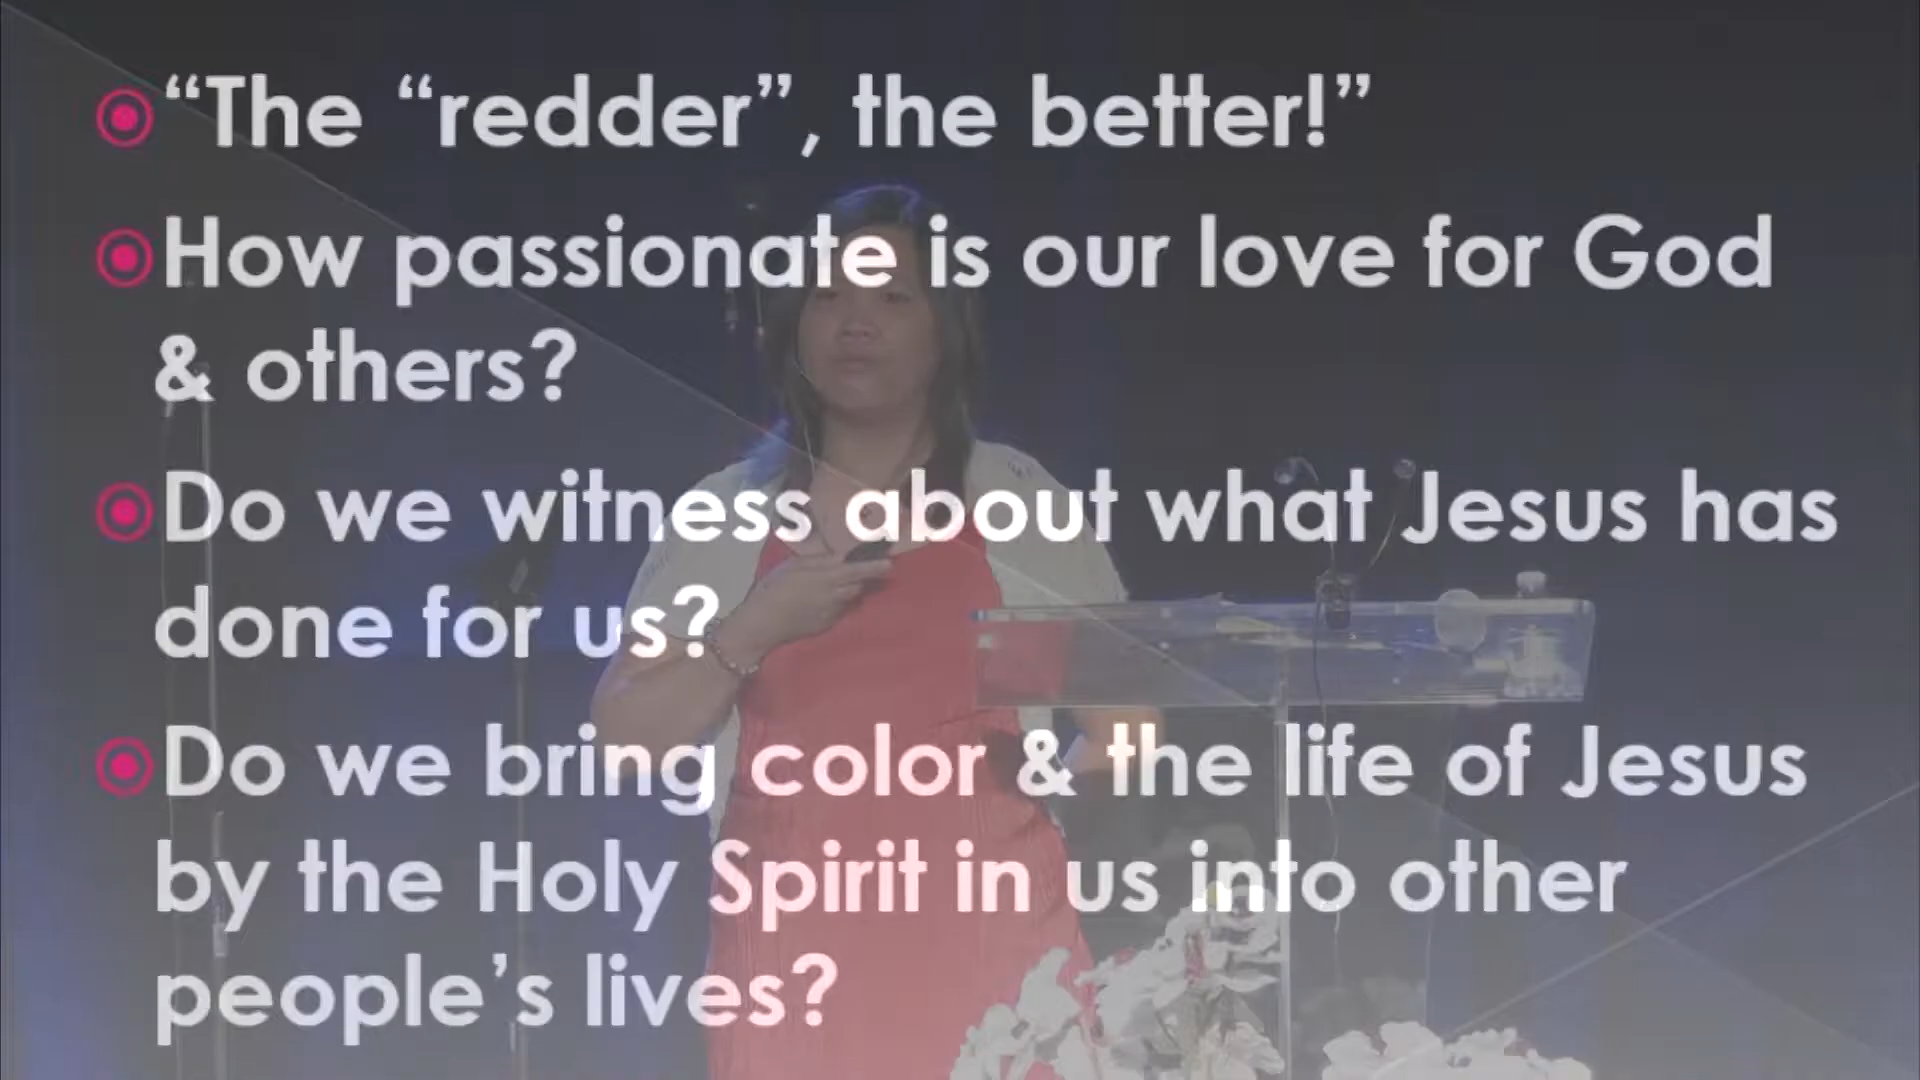 “The “redder”, the better!”
How passionate is our love for God
& others?
Do we witness about what Jesus has
done for us?
Do we bring color & the life of Jesus
by the Holy Spirit in us into other
people’s lives?